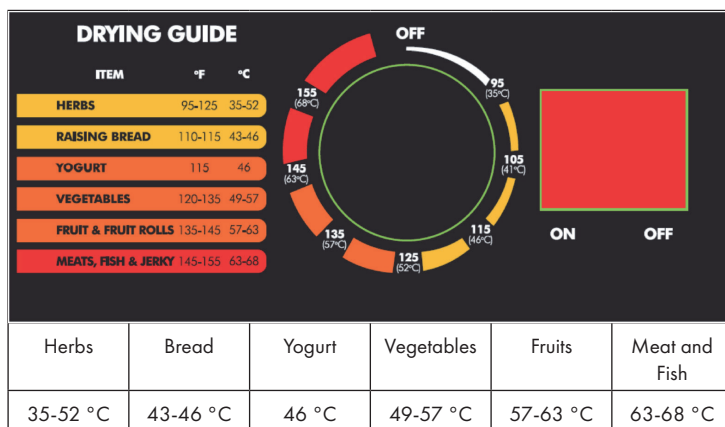 DRYING GUIDE
ITEM °F °C
HERBS 95-125 35-52
RAISING BREAD 110-115 43-46
YOGURT 115 46
VEGETABLES 120-135 49-57
FRUIT & FRUIT ROLLS 135-145 57-63
MEATS, FISH & JERKY 145-155 63-68
OFF
95
(35°C)
105
(41°C)
115
(46°C)
125
(52°C)
135
(57°C)
145
(63°C)
155
(68°C)
ON OFF
Herbs Bread Yogurt Vegetables Fruits Meat and
Fish
35-52 °C 43-46 °C 46 °C 49-57 °C 57-63 °C 63-68 °C